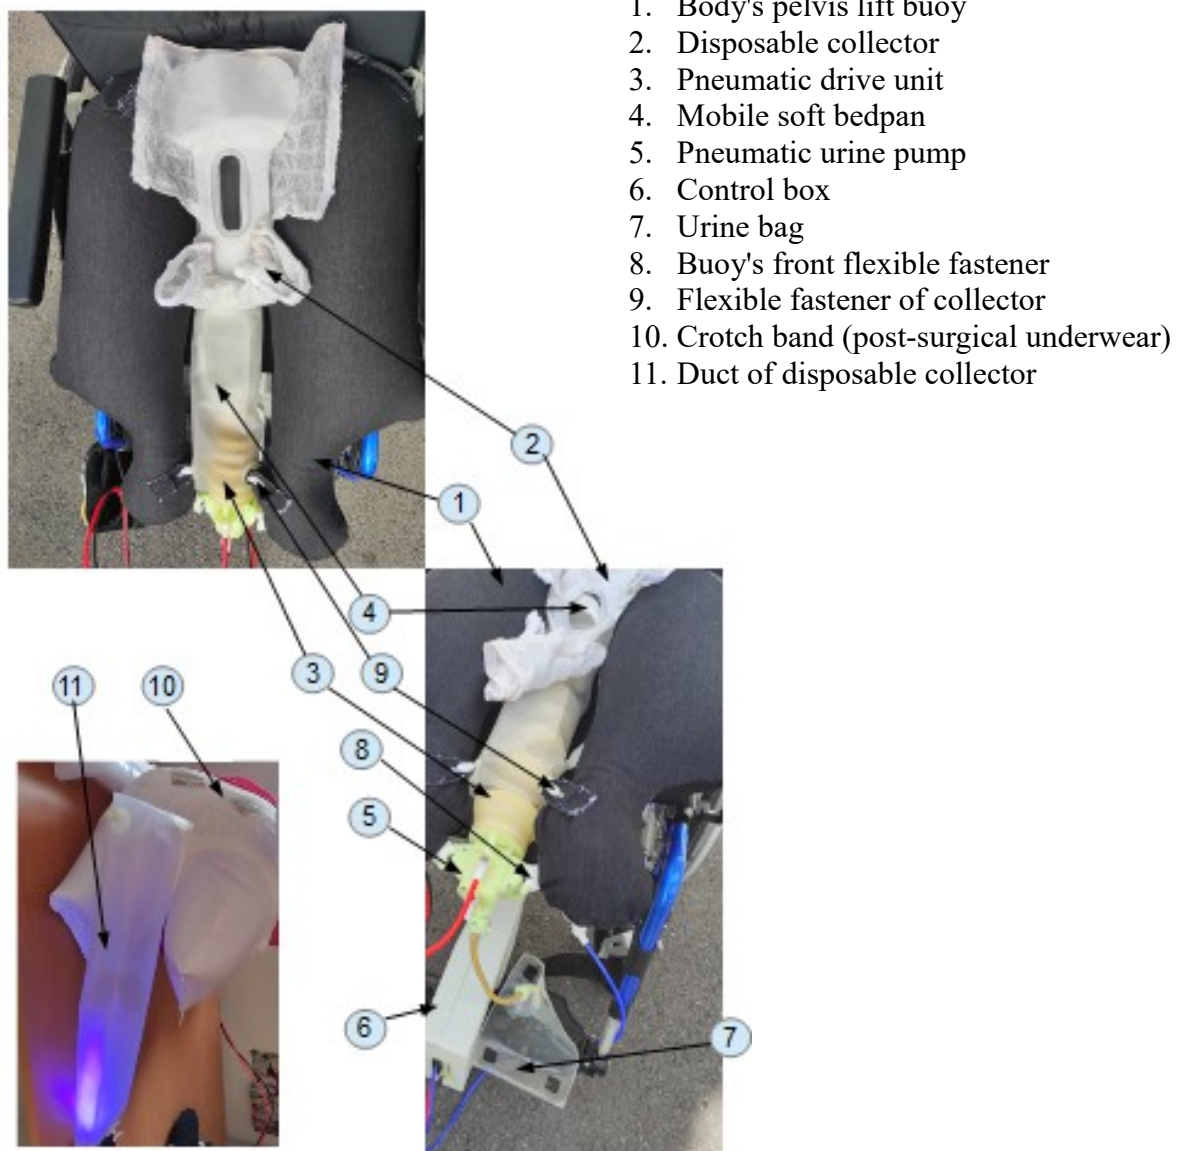 1. Body's pelvis lift buoy
2. Disposable collector
3. Pneumatic drive unit
4. Mobile soft bedpan
5. Pneumatic urine pump
6. Control box
7. Urine bag
8. Buoy's front flexible fastener
9. Flexible fastener of collector
10. Crotch band (post-surgical underwear)
11. Duct of disposable collector
2
1
4
3
9
11
10
8
5
6
7